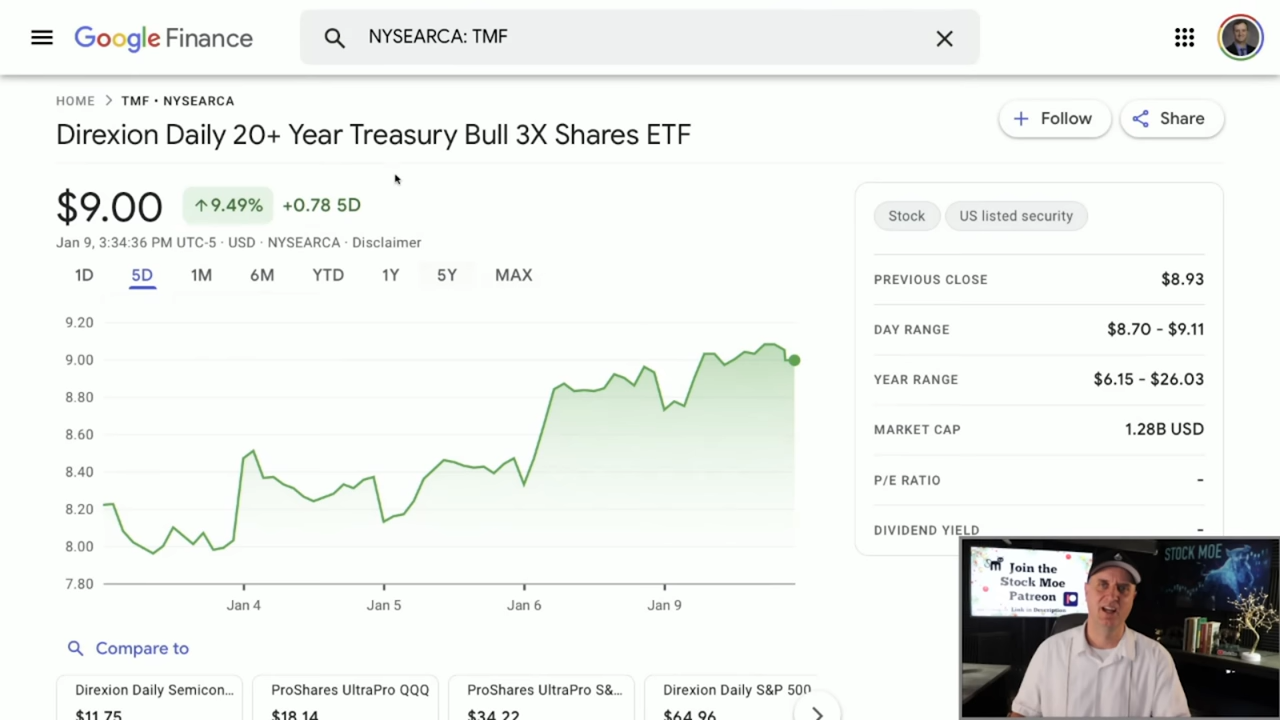 Google Finance
NYSEARCA: TMF
HOME > TMF • NYSEARCA
Direxion Daily 20+ Year Treasury Bull 3X Shares ETF
+ Follow
Share
$9.00 ↑9.49% +0.78 5D
Jan 9, 3:34:36 PM UTC-5 · USD · NYSEARCA · Disclaimer
1D 5D 1M 6M YTD 1Y 5Y MAX
9.20
9.00
8.80
8.60
8.40
8.20
8.00
7.80
Jan 4 Jan 5 Jan 6 Jan 9
Stock US listed security
PREVIOUS CLOSE $8.93
DAY RANGE $8.70 - $9.11
YEAR RANGE $6.15 - $26.03
MARKET CAP 1.28B USD
P/E RATIO -
DIVIDEND YIELD -
Compare to
Direxion Daily Semicon...
$11.75
ProShares UltraPro QQQ
$18.14
ProShares UltraPro S&...
$34.22
Direxion Daily S&P 500
$64.96
Join the
Stock Moe
Patreon
Link in Description
STOCK MOE